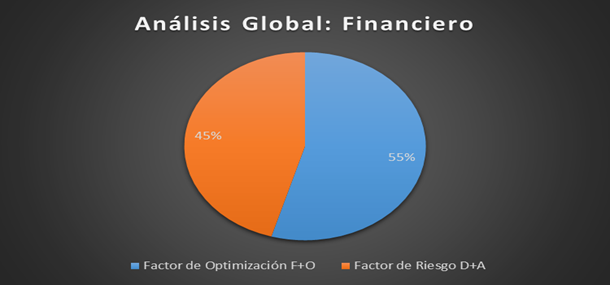 Análisis Global: Financiero
45%
55%
Factor de Optimización F+O
Factor de Riesgo D+A